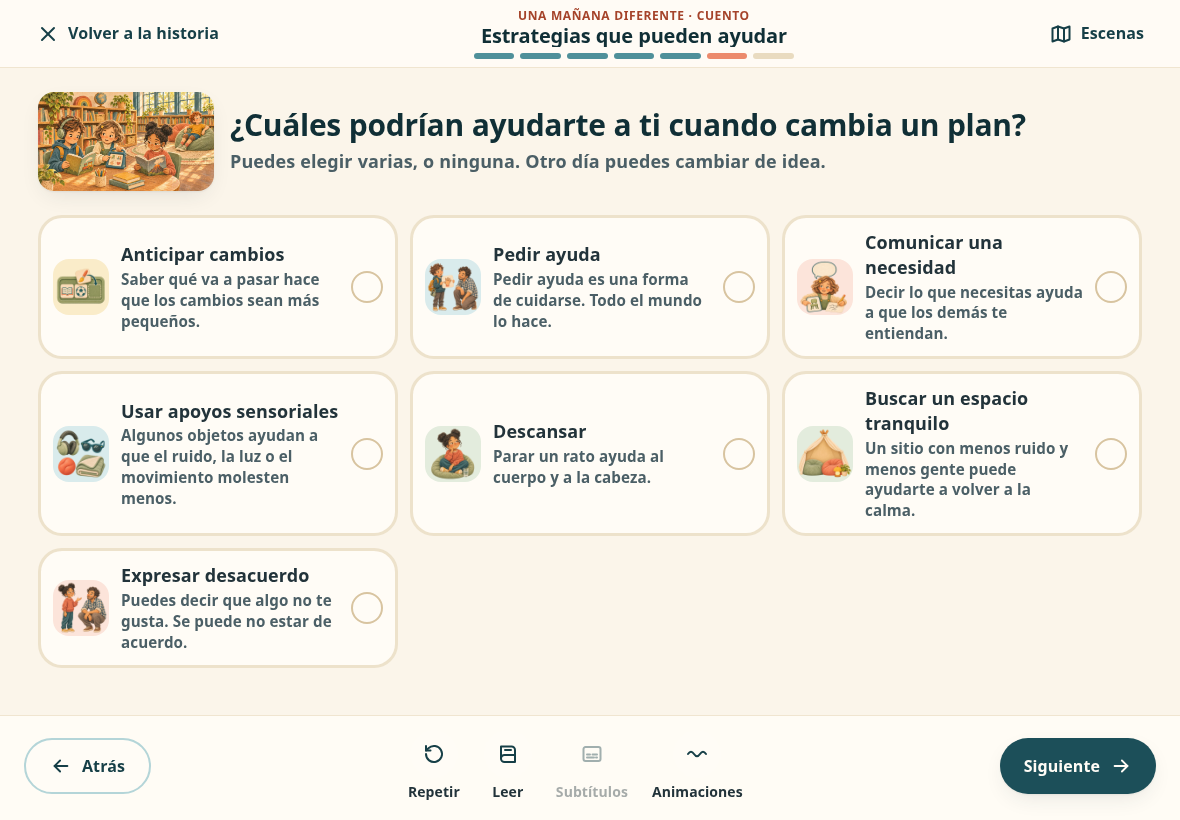 Volver a la historia
UNA MAÑANA DIFERENTE · CUENTO
Estrategias que pueden ayudar
Escenas
¿Cuáles podrían ayudarte a ti cuando cambia un plan?
Puedes elegir varias, o ninguna. Otro día puedes cambiar de idea.
Anticipar cambios
Saber qué va a pasar hace
que los cambios sean más
pequeños.
Pedir ayuda
Pedir ayuda es una forma
de cuidarse. Todo el mundo
lo hace.
Comunicar una
necesidad
Decir lo que necesitas ayuda
a que los demás te
entiendan.
Usar apoyos sensoriales
Algunos objetos ayudan a
que el ruido, la luz o el
movimiento molesten
menos.
Descansar
Parar un rato ayuda al
cuerpo y a la cabeza.
Buscar un espacio
tranquilo
Un sitio con menos ruido y
menos gente puede
ayudarte a volver a la
calma.
Expresar desacuerdo
Puedes decir que algo no te
gusta. Se puede no estar de
acuerdo.
Atrás
Repetir
Leer
Subtítulos
Animaciones
Siguiente